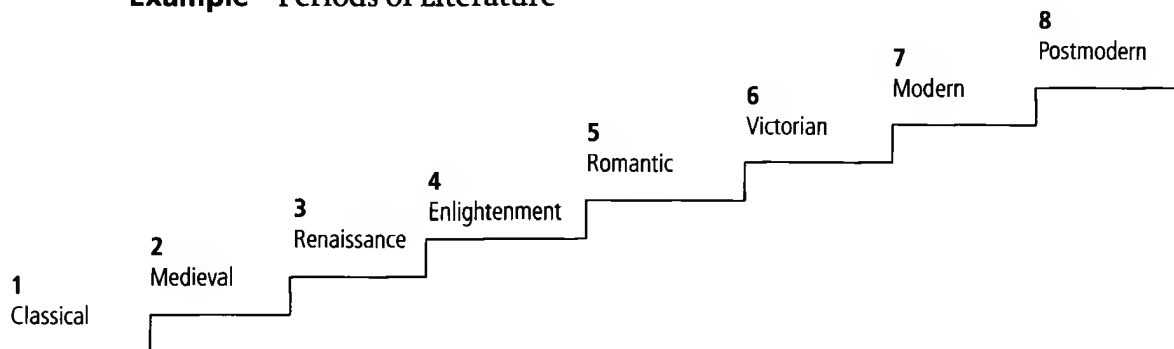 Example Periods of Literature
1
Classical
2
Medieval
3
Renaissance
4
Enlightenment
5
Romantic
6
Victorian
7
Modern
8
Postmodern